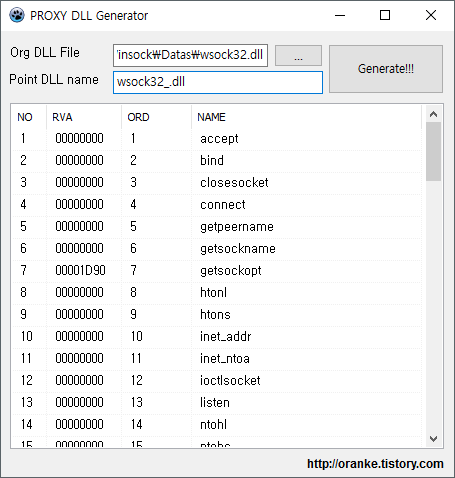 PROXY DLL Generator
Org DLL File 'insock₩Datas₩wsock32.dll ... Generate!!!
Point DLL name wsock32_.dll
NO RVA ORD NAME
1 00000000 1 accept
2 00000000 2 bind
3 00000000 3 closesocket
4 00000000 4 connect
5 00000000 5 getpeername
6 00000000 6 getsockname
7 00001D90 7 getsockopt
8 00000000 8 htonl
9 00000000 9 htons
10 00000000 10 inet_addr
11 00000000 11 inet_ntoa
12 00000000 12 ioctlsocket
13 00000000 13 listen
14 00000000 14 ntohl
15 00000000 15 ntohs
http://oranke.tistory.com